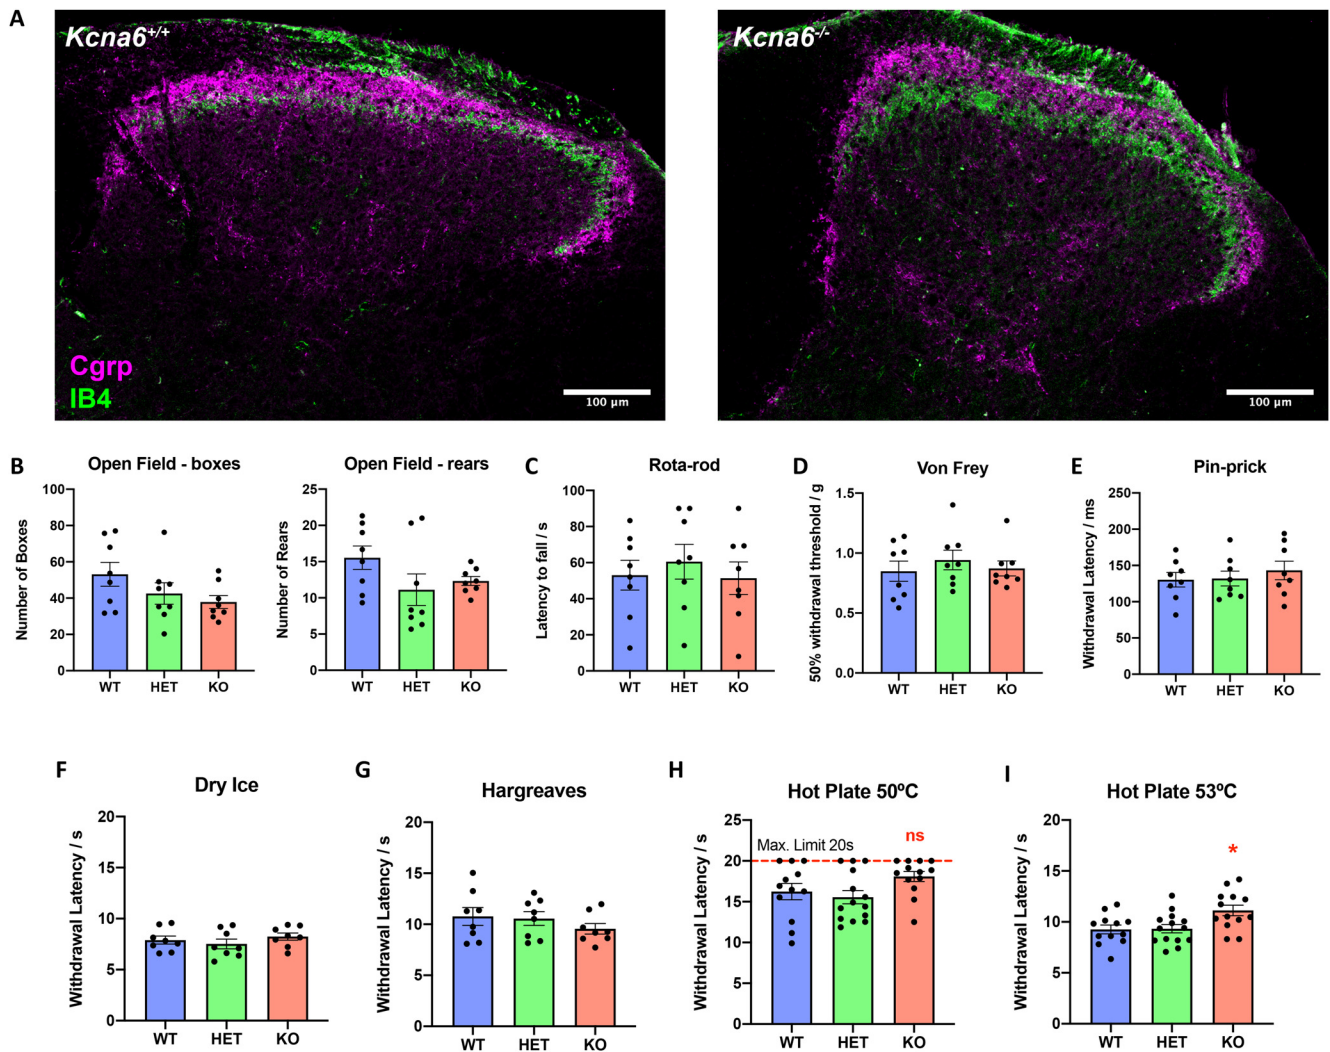 A
Kcna6+/+
Kcna6-/-
Cgrp
IB4
100 µm
100 µm
B
Open Field - boxes
Number of Boxes
100
80
60
40
20
0
WT
HET
KO
Open Field - rears
Number of Rears
25
20
15
10
5
0
WT
HET
KO
C
Rota-rod
Latency to fall / s
100
80
60
40
20
0
WT
HET
KO
D
Von Frey
50% withdrawal threshold / g
1.5
1.0
0.5
0.0
WT
HET
KO
E
Pin-prick
Withdrawal Latency / ms
250
200
150
100
50
0
WT
HET
KO
F
Dry Ice
Withdrawal Latency / s
20
15
10
5
0
WT
HET
KO
G
Hargreaves
Withdrawal Latency / s
20
15
10
5
0
WT
HET
KO
H
Hot Plate 50ºC
Withdrawal Latency / s
25
20
15
10
5
0
Max. Limit 20s
ns
WT
HET
KO
I
Hot Plate 53ºC
Withdrawal Latency / s
20
15
10
5
0
*
WT
HET
KO